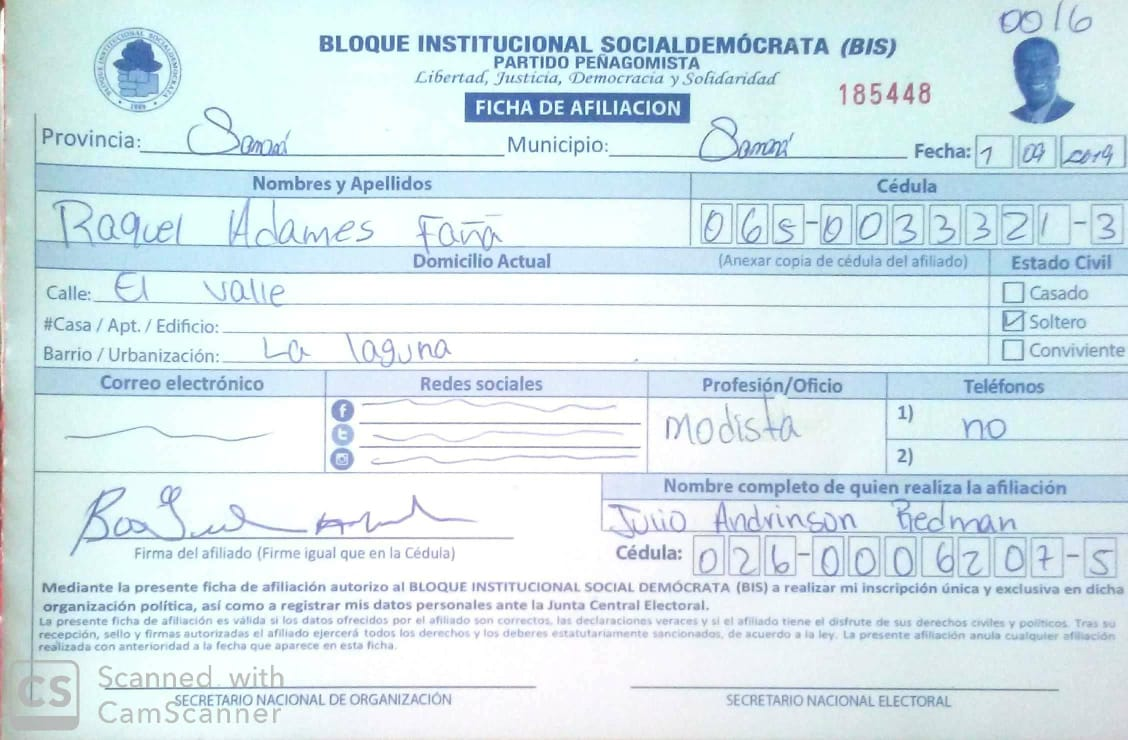 0016
BLOQUE INSTITUCIONAL SOCIALDEMÓCRATA (BIS)
PARTIDO PEÑAGOMISTA
Libertad, Justicia, Democracia y Solidaridad
FICHA DE AFILIACION
185448
Provincia: Samaná Municipio: Samaná Fecha: 1 09 2019
Nombres y Apellidos Cédula
Raquel Adames Fañã 065-0033321-3
Domicilio Actual (Anexar copia de cédula del afiliado) Estado Civil
Calle: El valle Casado
#Casa / Apt. / Edificio: Soltero
Barrio / Urbanización: La laguna Conviviente
Correo electrónico Redes sociales Profesión/Oficio Teléfonos
modista 1) no
2)
Nombre completo de quien realiza la afiliación
Julio Andrinson Redman
Firma del afiliado (Firme igual que en la Cédula) Cédula: 026-0006207-5
Mediante la presente ficha de afiliación autorizo al BLOQUE INSTITUCIONAL SOCIAL DEMÓCRATA (BIS) a realizar mi inscripción única y exclusiva en dicha
organización política, así como a registrar mis datos personales ante la Junta Central Electoral.
La presente ficha de afiliación es válida si los datos ofrecidos por el afiliado son correctos, las declaraciones veraces y si el afiliado tiene el disfrute de sus derechos civiles y políticos. Tras su
recepción, sello y firmas autorizadas el afiliado ejercerá todos los derechos y los deberes estatutariamente sancionados, de acuerdo a la ley. La presente afiliación anula cualquier afiliación
realizada con anterioridad a la fecha que aparece en esta ficha.
SECRETARIO NACIONAL DE ORGANIZACIÓN SECRETARIO NACIONAL ELECTORAL
CS Scanned with
CamScanner